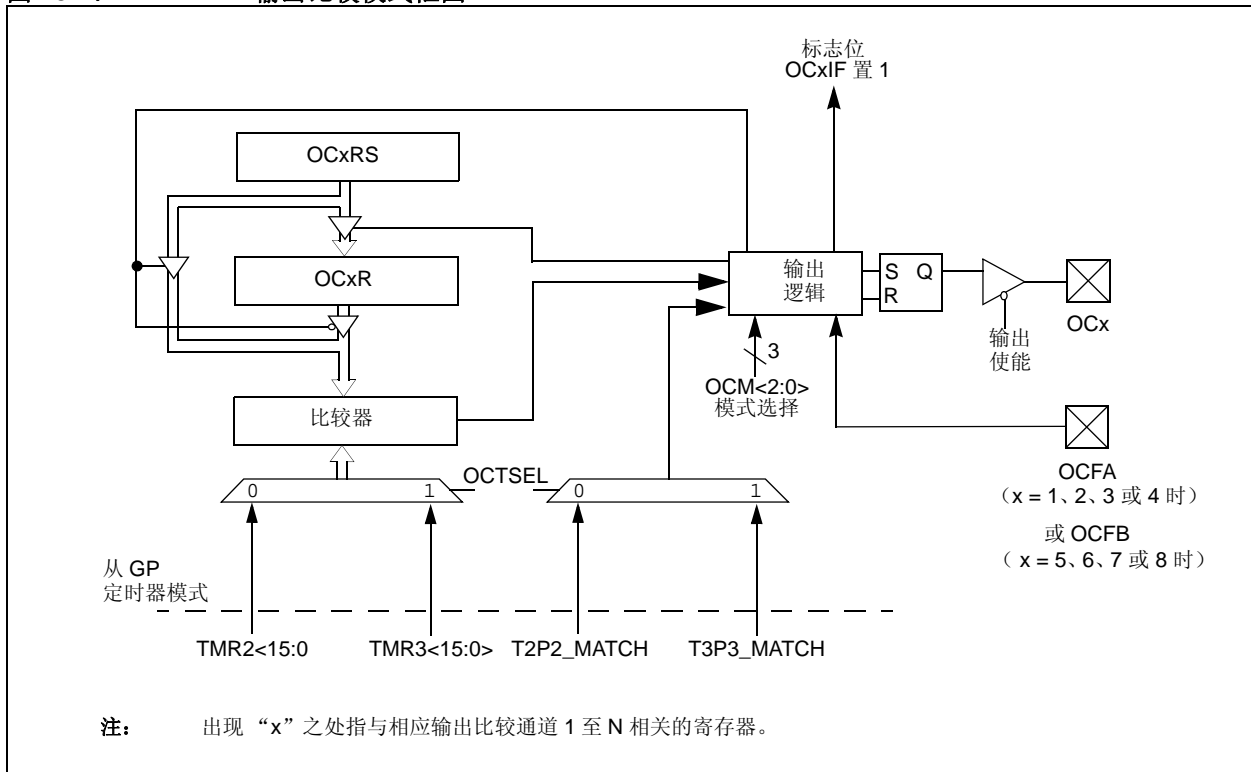 标志位
OCxIF 置 1
OCxRS
OCxR
输出
逻辑
S Q
R
OCx
输出
使能
3
OCM<2:0>
模式选择
比较器
OCTSEL
0 1
0 1
OCFA
（x = 1、2、3 或 4 时）
或 OCFB
（ x = 5、6、7 或 8 时）
从 GP
定时器模式
TMR2<15:0 TMR3<15:0> T2P2_MATCH T3P3_MATCH
注： 出现 “x”之处指与相应输出比较通道 1 至 N 相关的寄存器。